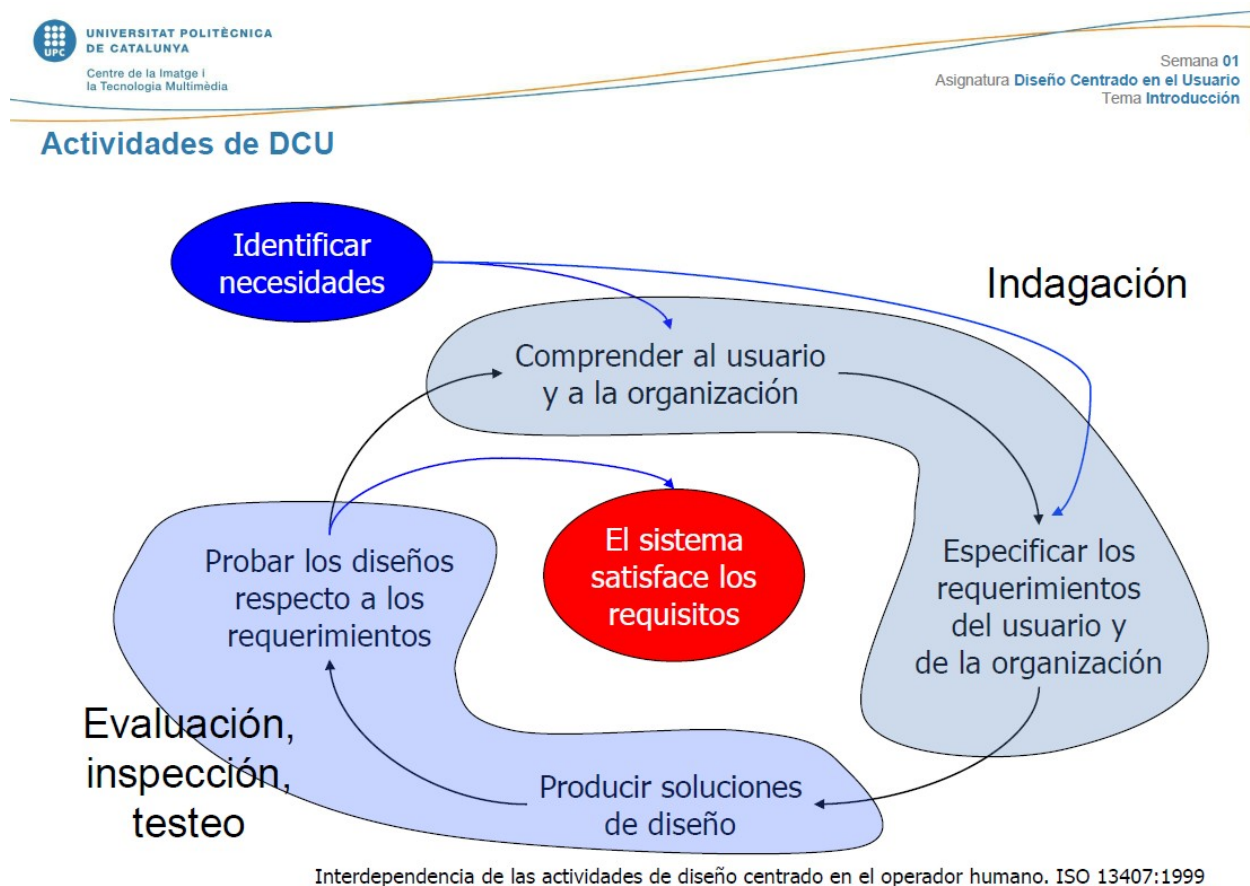 UNIVERSITAT POLITÈCNICA
DE CATALUNYA
UPC
Centre de la Imatge i
la Tecnologia Multimèdia
Semana 01
Asignatura Diseño Centrado en el Usuario
Tema Introducción
Actividades de DCU
Identificar
necesidades
Indagación
Comprender al usuario
y a la organización
El sistema
satisface los
requisitos
Especificar los
requerimientos
del usuario y
de la organización
Probar los diseños
respecto a los
requerimientos
Evaluación,
inspección,
testeo
Producir soluciones
de diseño
Interdependencia de las actividades de diseño centrado en el operador humano. ISO 13407:1999